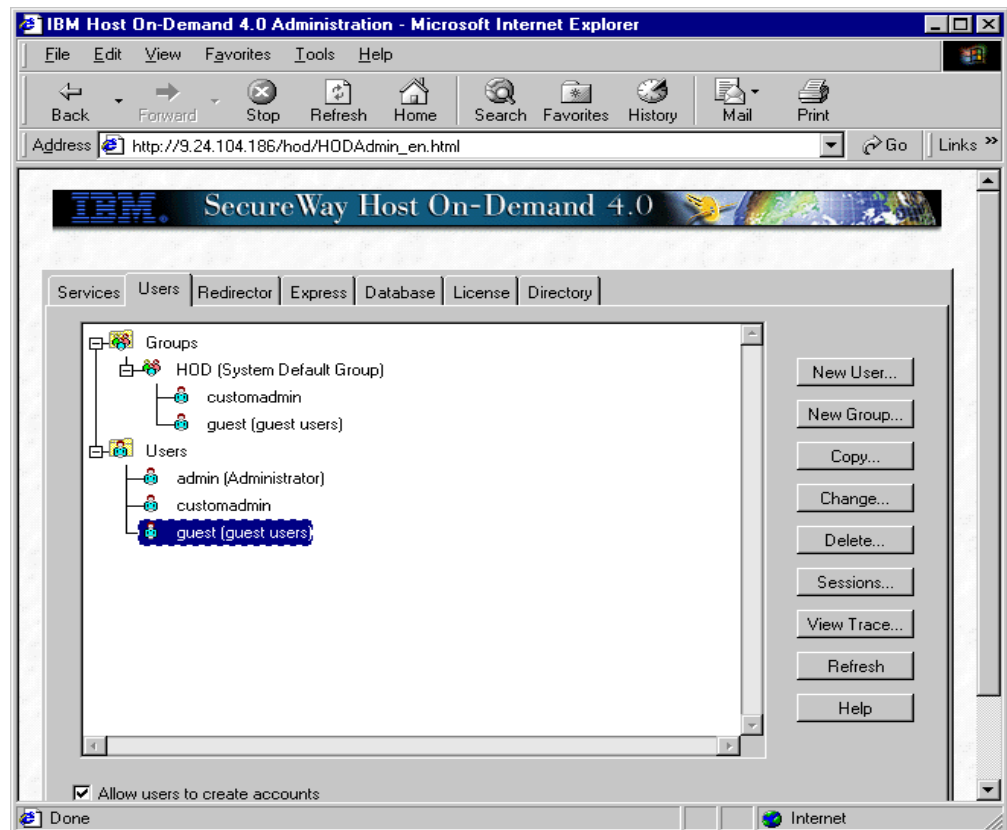 IBM Host On-Demand 4.0 Administration - Microsoft Internet Explorer
File Edit View Favorites Tools Help
Back Forward Stop Refresh Home Search Favorites History Mail Print
Address http://9.24.104.186/hod/HODAdmin_en.html Go Links »
IBM. SecureWay Host On-Demand 4.0
Services Users Redirector Express Database License Directory
Groups
HOD (System Default Group)
customadmin
guest (guest users)
Users
admin (Administrator)
customadmin
guest (guest users)
New User...
New Group...
Copy...
Change...
Delete...
Sessions...
View Trace...
Refresh
Help
Allow users to create accounts
Done Internet